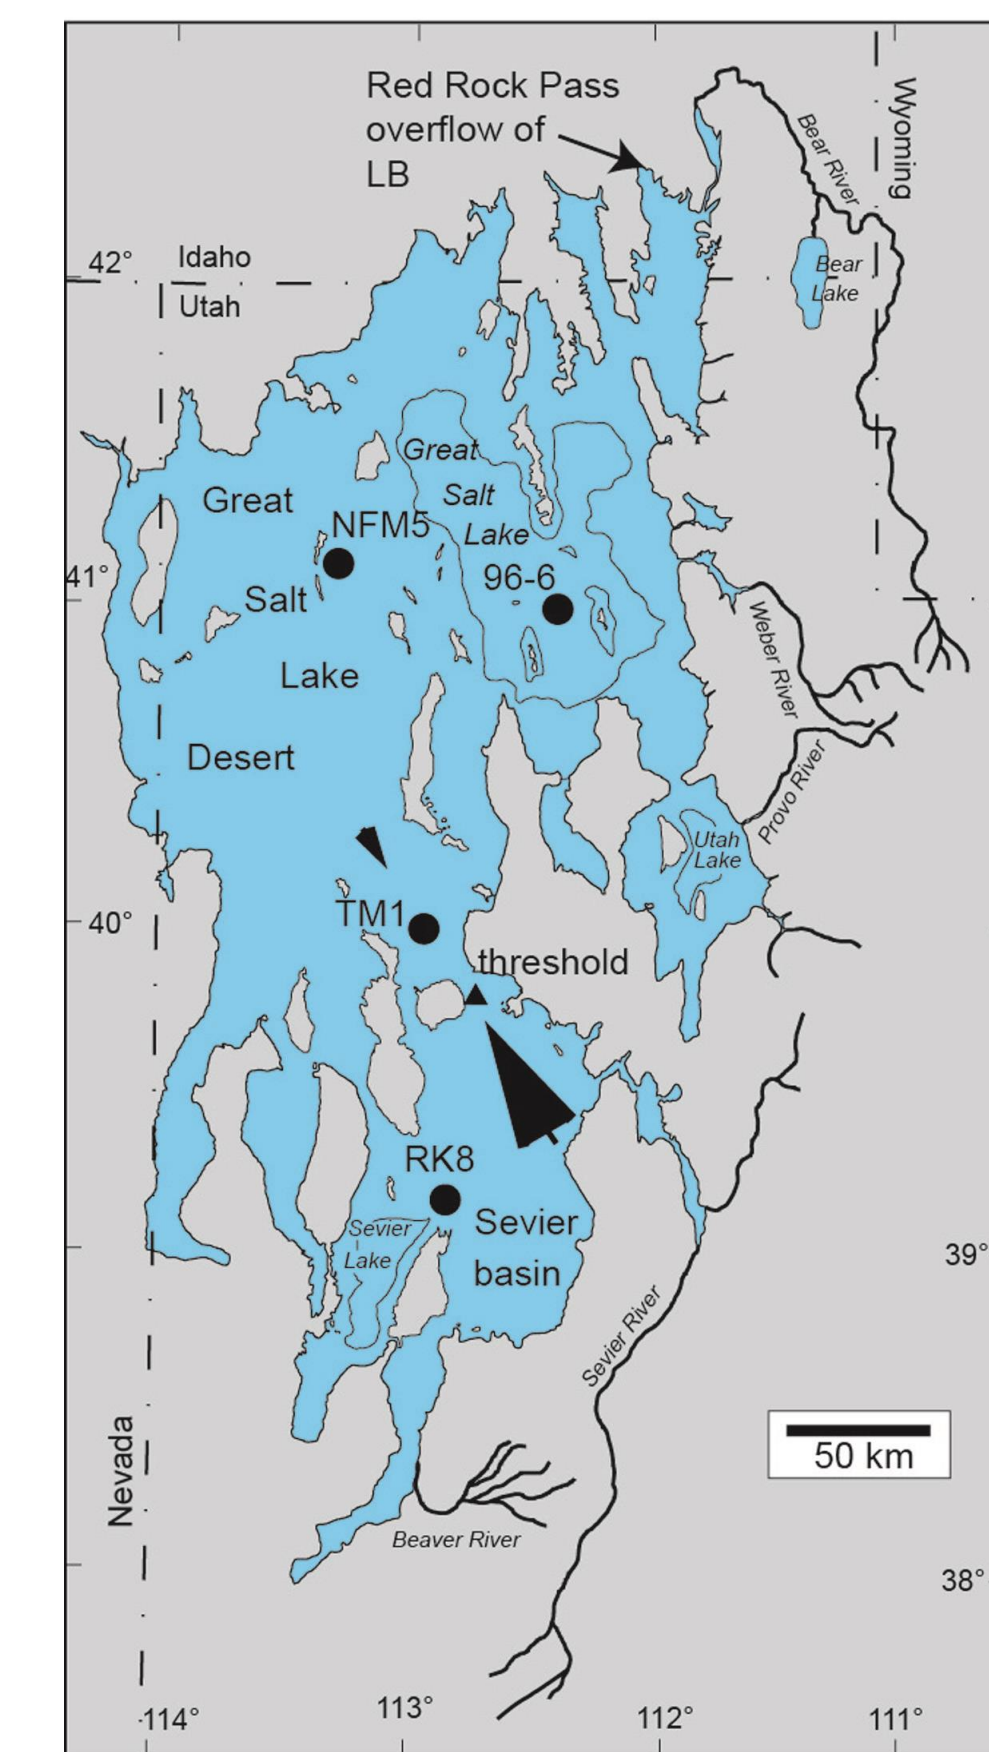 Red Rock Pass
overflow of
LB
Wyoming
Bear River
Bear
Lake
42°
Idaho
Utah
Great
Salt
Lake
Great
NFM5
96-6
41°
Salt
Weber River
Lake
Desert
Provo River
Utah
Lake
TM1
40°
threshold
RK8
Sevier
Lake
Sevier
basin
39°
Sevier River
Nevada
50 km
Beaver River
38°
114°
113°
112°
111°